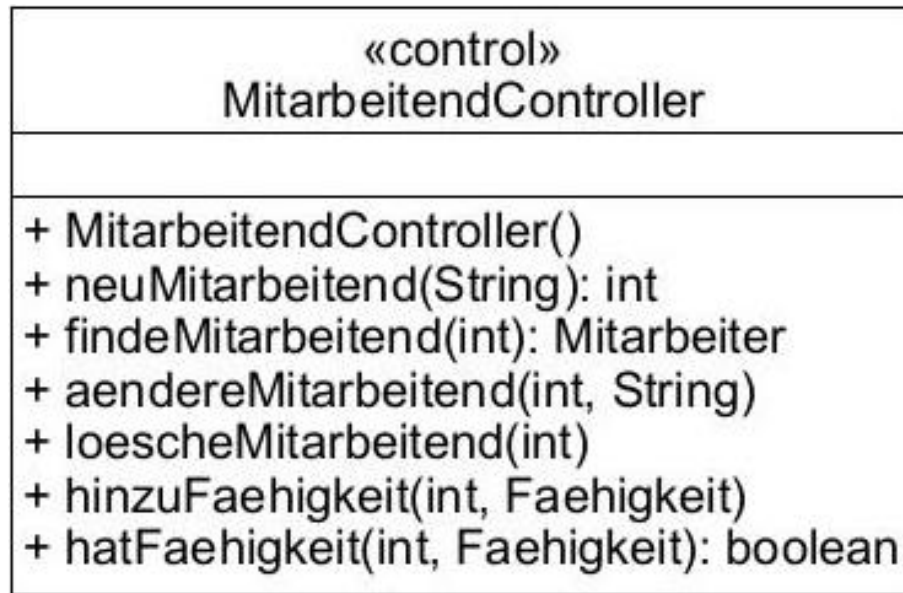 «control»
MitarbeitendController
+ MitarbeitendController()
+ neuMitarbeitend(String): int
+ findeMitarbeitend(int): Mitarbeiter
+ aendereMitarbeitend(int, String)
+ loescheMitarbeitend(int)
+ hinzuFaehigkeit(int, Faehigkeit)
+ hatFaehigkeit(int, Faehigkeit): boolean